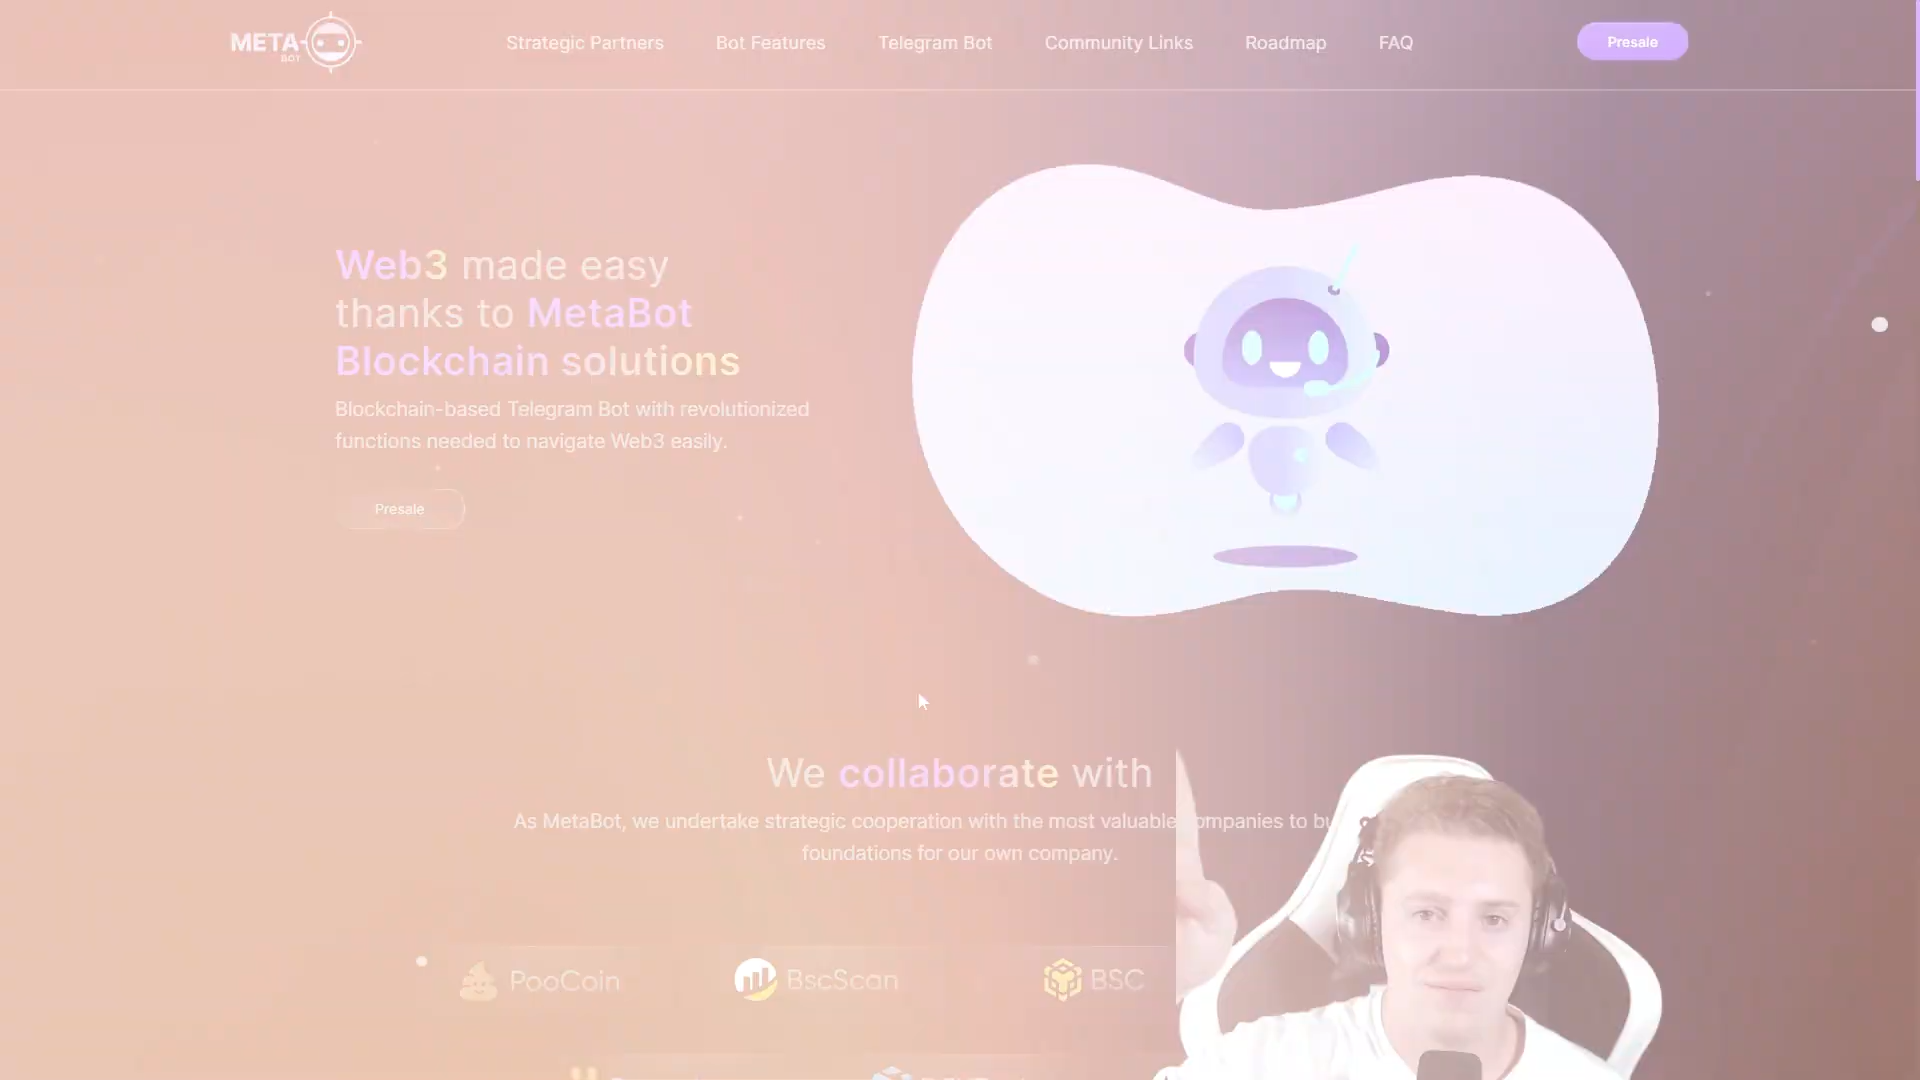 META
BOT
Strategic Partners
Bot Features
Telegram Bot
Community Links
Roadmap
FAQ
Presale
Web3 made easy
thanks to MetaBot
Blockchain solutions
Blockchain-based Telegram Bot with revolutionized
functions needed to navigate Web3 easily.
Presale
We collaborate with
As MetaBot, we undertake strategic cooperation with the most valuable companies to
foundations for our own company.
PooCoin
BscScan
BSC